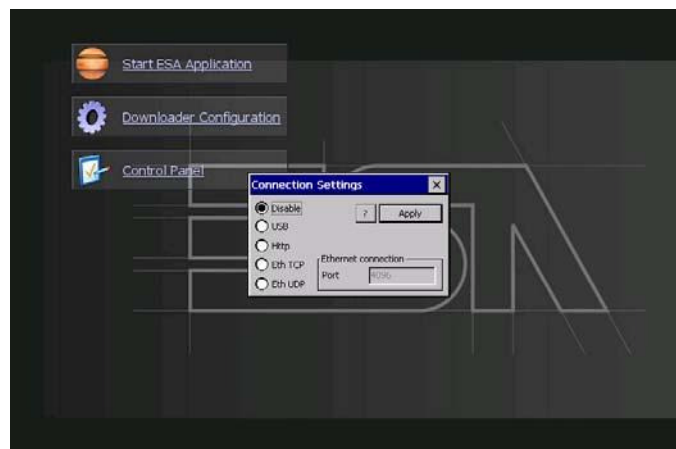 Start ESA Application
Downloader Configuration
Control Panel
Connection Settings
Disable
? Apply
USB
Http
Eth TCP
Ethernet connection
Port 4096
Eth UDP
ESA